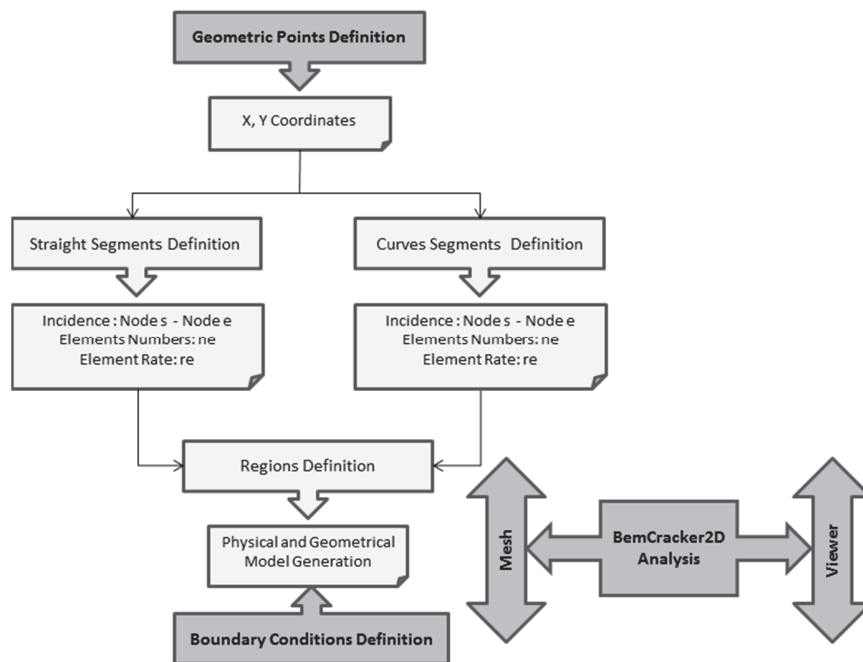 Geometric Points Definition
X, Y Coordinates
Straight Segments Definition
Curves Segments Definition
Incidence : Node s - Node e
Elements Numbers: ne
Element Rate: re
Incidence : Node s - Node e
Elements Numbers: ne
Element Rate: re
Regions Definition
Physical and Geometrical
Model Generation
Boundary Conditions Definition
Mesh
BemCracker2D
Analysis
Viewer